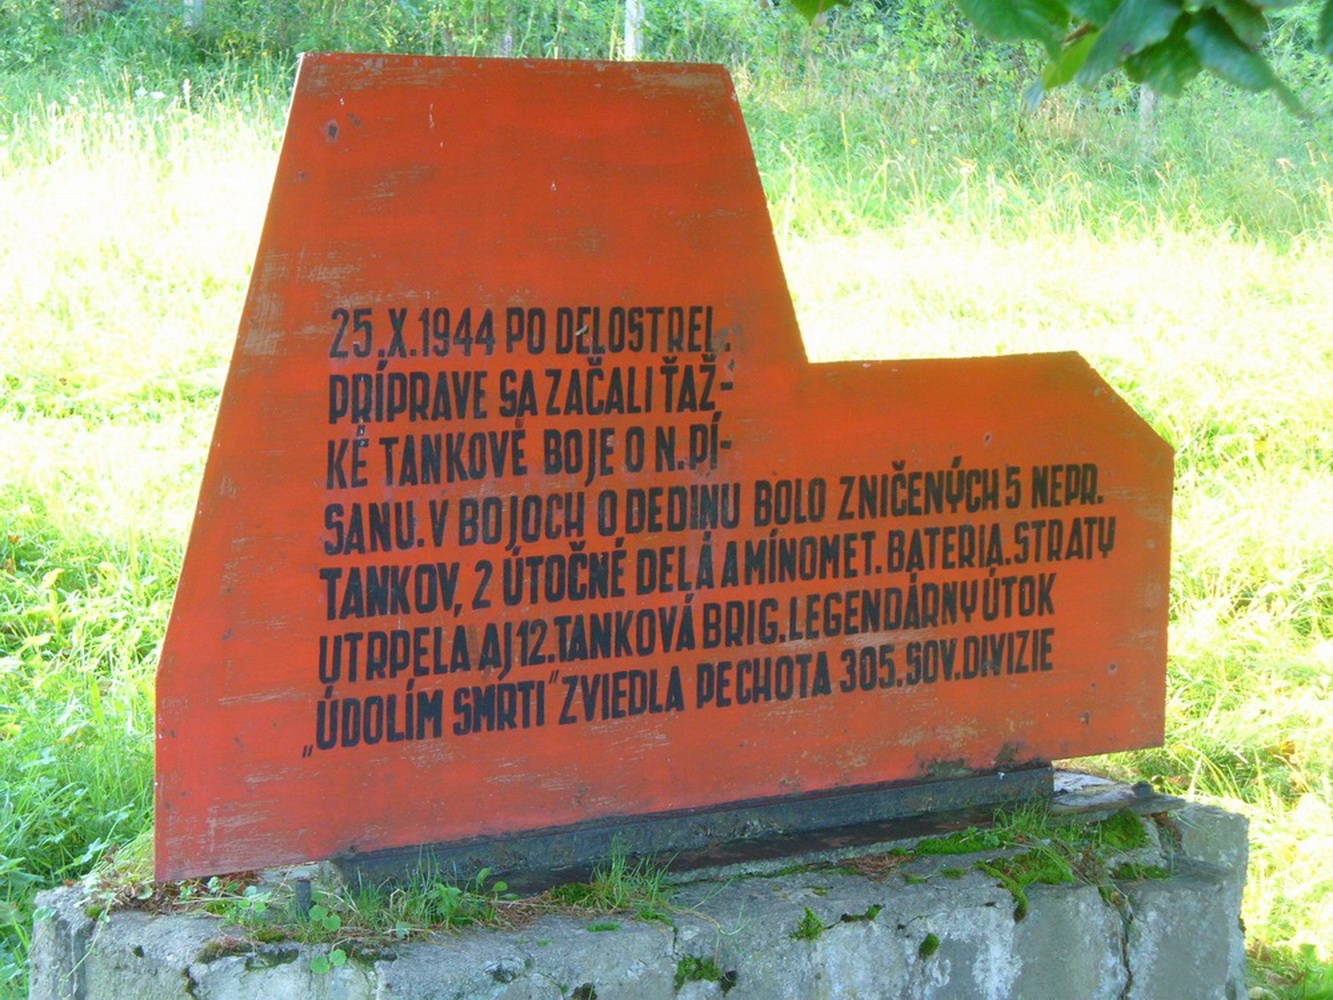 25.X.1944 PO DELOSTREL.
PRÍPRAVE SA ZAČALI ŤAŽ-
KÉ TANKOVÉ BOJE O N.PÍ-
SANU. V BOJOCH O DEDINU BOLO ZNIČENÝCH 5 NEPR.
TANKOV, 2 ÚTOČNÉ DELÁ A MÍNOMET. BATERIA. STRATY
UTRPELA AJ 12. TANKOVÁ BRIG. LEGENDÁRNY ÚTOK
„ÚDOLÍM SMRTI" ZVIEDLA PECHOTA 305. SOV. DIVIZIE